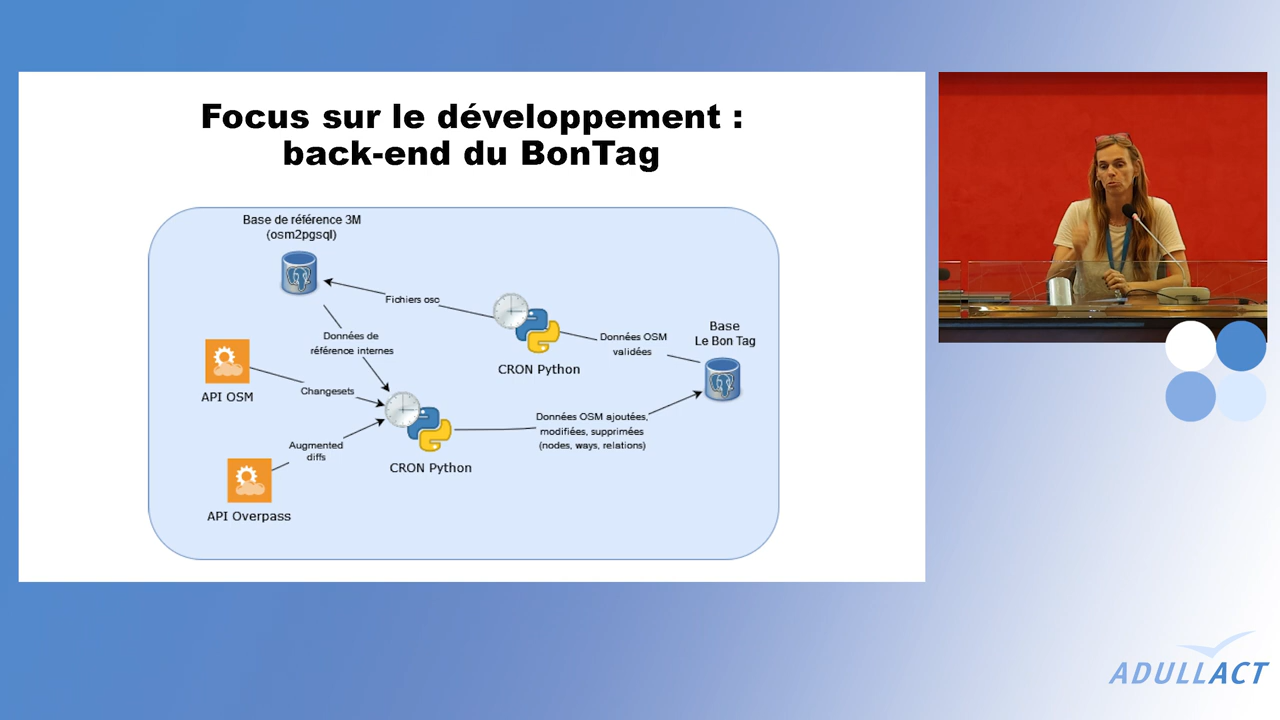 Focus sur le développement :
back-end du BonTag
Base de référence 3M
(osm2pgsql)
Fichiers osc
Données de
référence internes
Données OSM
validées
Base
Le Bon Tag
CRON Python
API OSM
Changesets
Données OSM ajoutées,
modifiées, supprimées
(nodes, ways, relations)
Augmented
diffs
CRON Python
API Overpass
ADULLACT